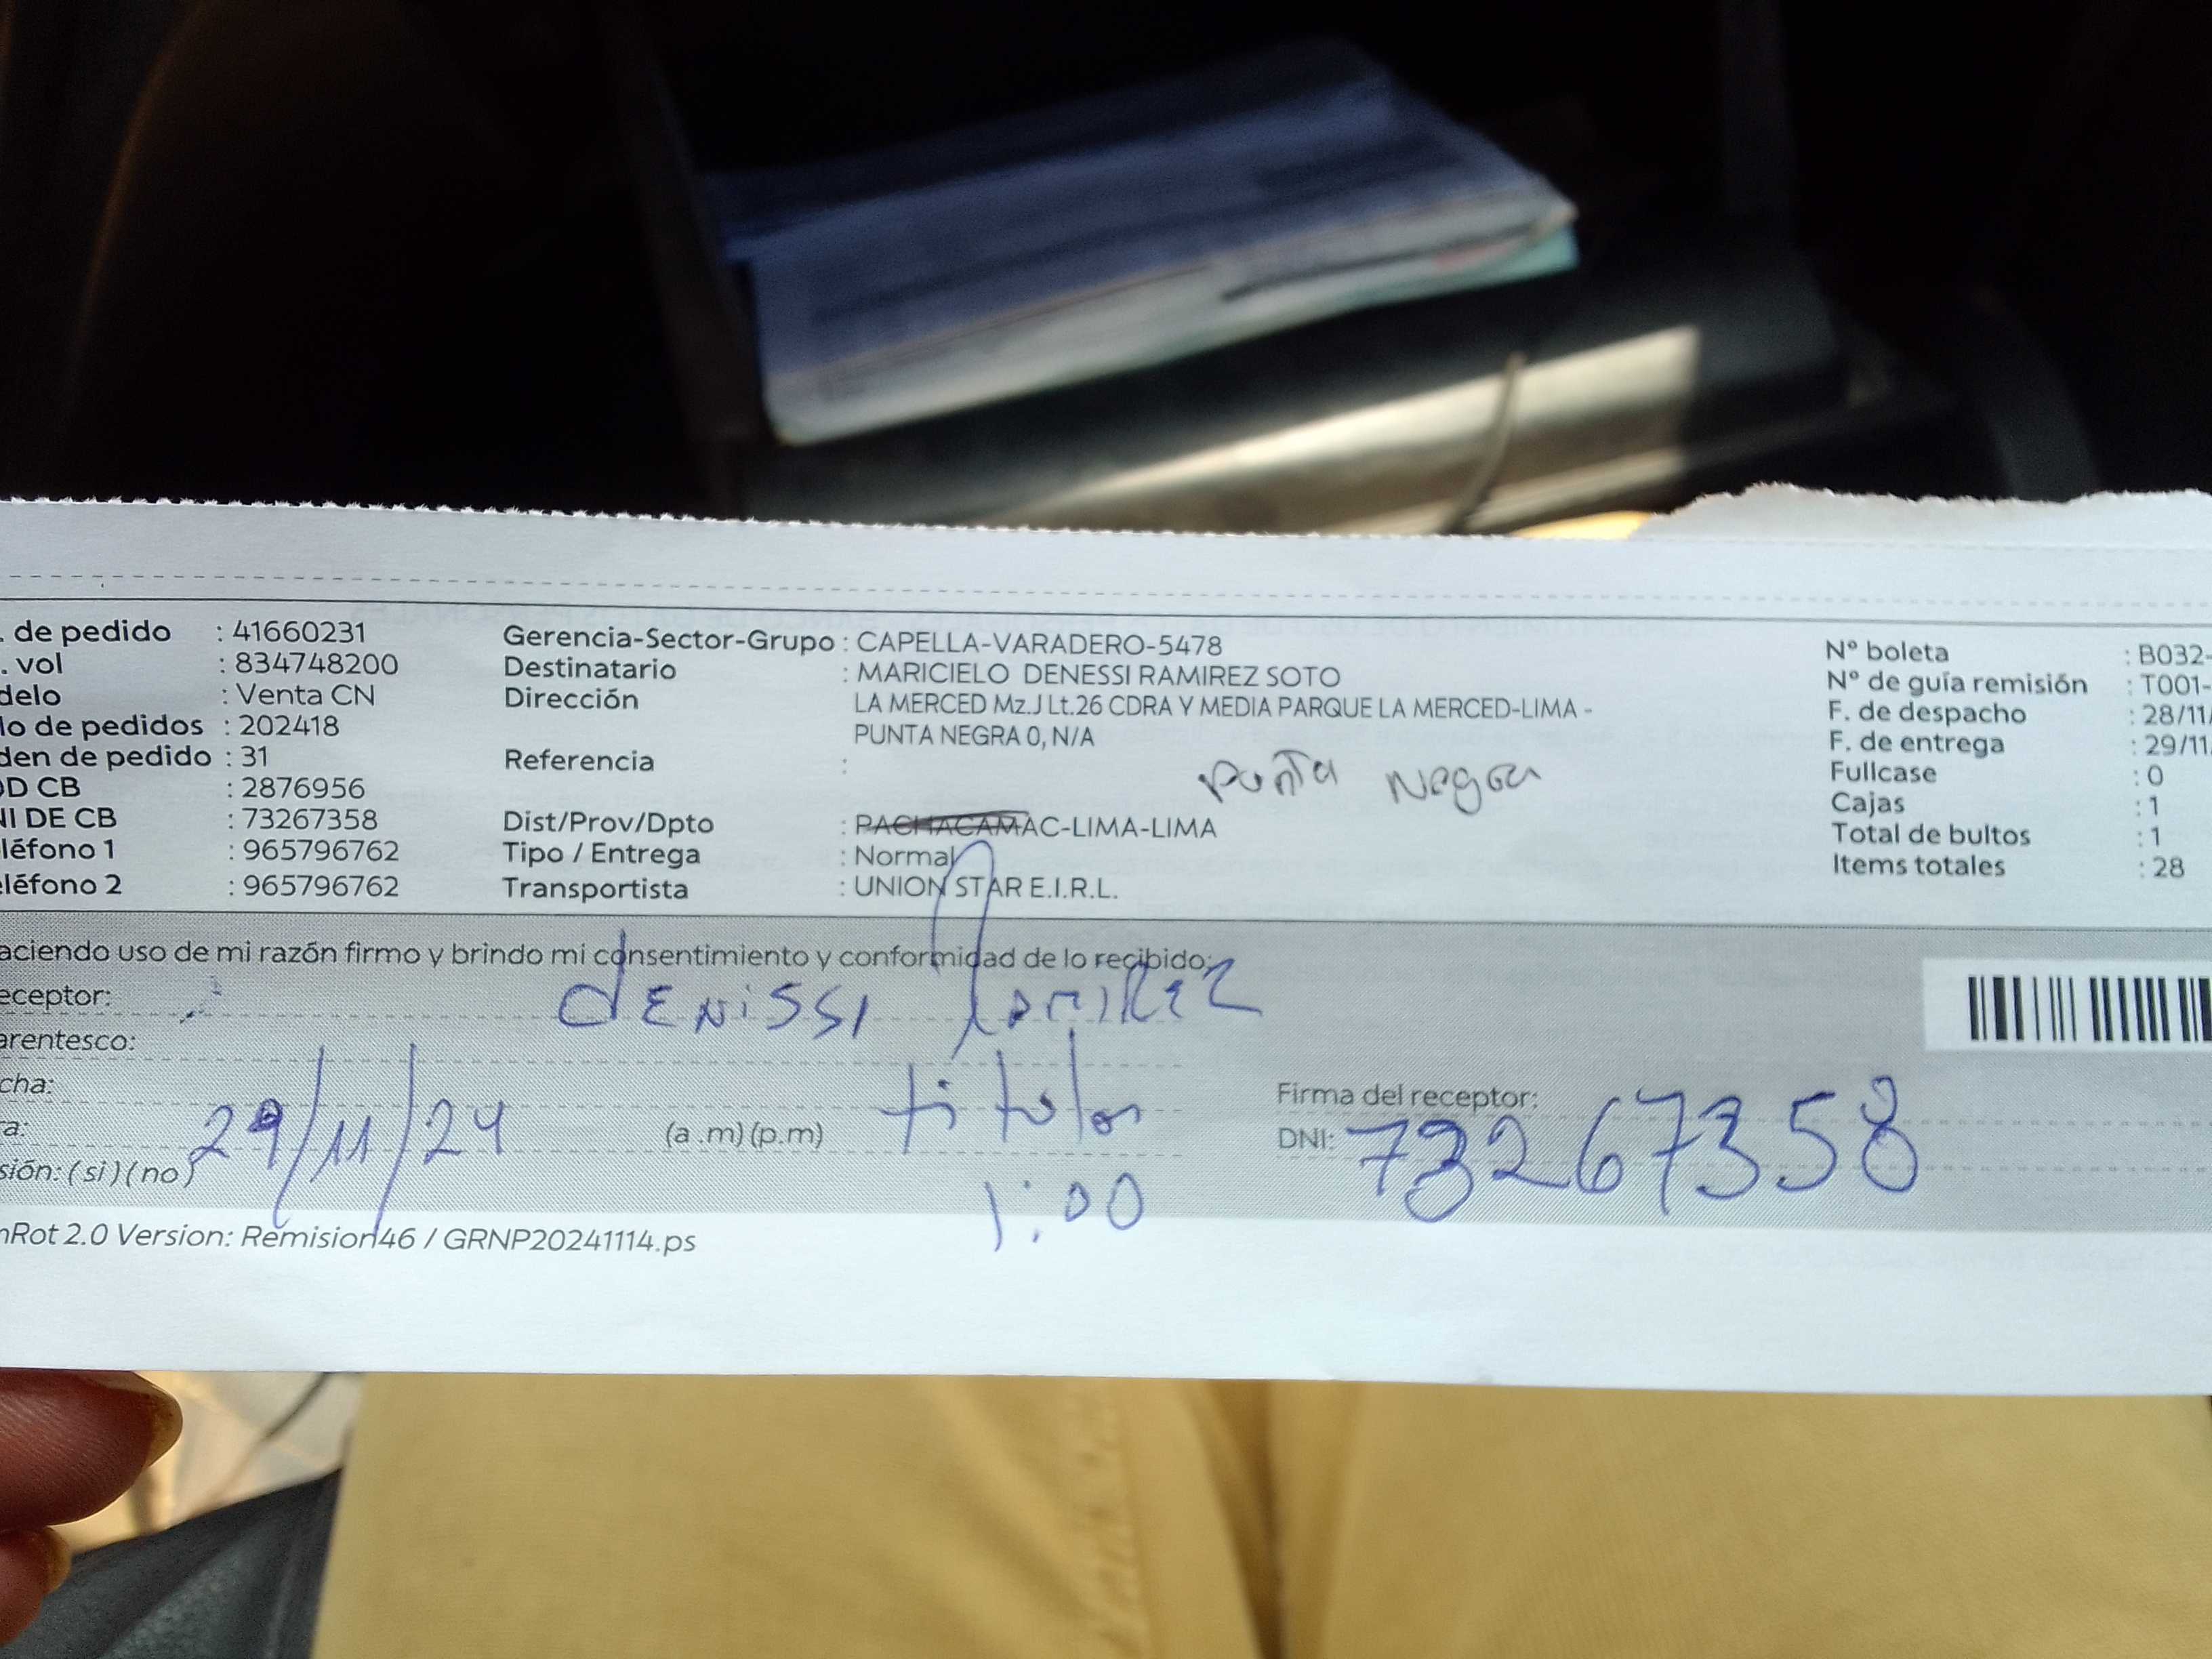 . de pedido : 41660231
. vol : 834748200
delo : Venta CN
lo de pedidos : 202418
den de pedido : 31
OD CB : 2876956
NI DE CB : 73267358
léfono 1 : 965796762
eléfono 2 : 965796762
Gerencia-Sector-Grupo : CAPELLA-VARADERO-5478
Destinatario : MARICIELO DENESSI RAMIREZ SOTO
Dirección : LA MERCED Mz.J Lt.26 CDRA Y MEDIA PARQUE LA MERCED-LIMA -
PUNTA NEGRA 0, N/A
Referencia :
Punta Negra
Dist/Prov/Dpto : PACHACAMAC-LIMA-LIMA
Tipo / Entrega : Normal
Transportista : UNION STAR E.I.R.L.
Nº boleta : B032-
Nº de guía remisión : T001-
F. de despacho : 28/11/
F. de entrega : 29/11
Fullcase : 0
Cajas : 1
Total de bultos : 1
Items totales : 28
aciendo uso de mi razón firmo y brindo mi consentimiento y conformidad de lo recibido:
eceptor: dENiSSI RamiREZ
arentesco:
cha: titular
a: 29/11/24 (a.m) (p.m)
sión: (si) (no) 1:00
Firma del receptor:
DNI: 73267358
nRot 2.0 Version: Remision46 / GRNP20241114.ps